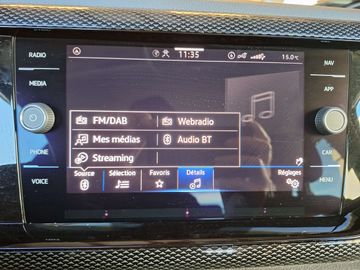 RADIO
MEDIA
PHONE
VOICE
11:35
15.0°C
FM/DAB
Webradio
Mes médias
Audio BT
Streaming
Source
Sélection
Favoris
Détails
Réglages
NAV
APP
CAR
MENU